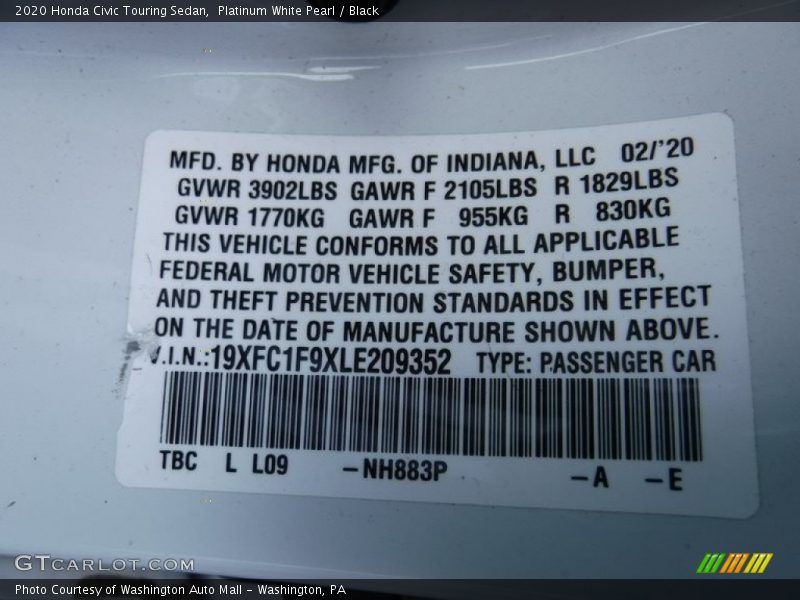 2020 Honda Civic Touring Sedan,  Platinum White Pearl / Black
MFD. BY HONDA MFG. OF INDIANA, LLC  02/'20
GVWR 3902LBS  GAWR F 2105LBS  R 1829LBS
GVWR 1770KG  GAWR F  955KG  R  830KG
THIS VEHICLE CONFORMS TO ALL APPLICABLE
FEDERAL MOTOR VEHICLE SAFETY, BUMPER,
AND THEFT PREVENTION STANDARDS IN EFFECT
ON THE DATE OF MANUFACTURE SHOWN ABOVE.
V.I.N.:19XFC1F9XLE209352  TYPE: PASSENGER CAR
TBC  L L09  –NH883P  –A  –E
GTCARLOT.COM
Photo Courtesy of Washington Auto Mall – Washington, PA